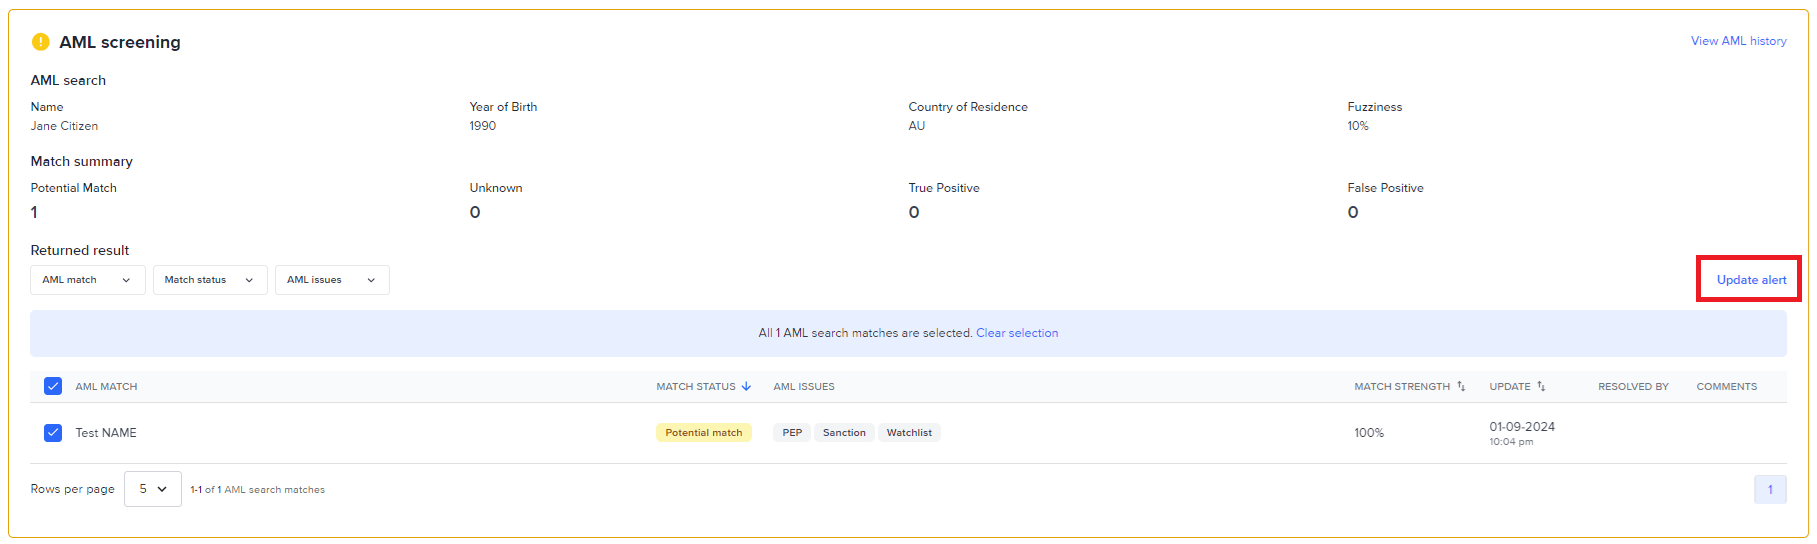 AML screening
View AML history
AML search
Name Year of Birth Country of Residence Fuzziness
Jane Citizen 1990 AU 10%
Match summary
Potential Match Unknown True Positive False Positive
1 0 0 0
Returned result
AML match Match status AML issues Update alert
All 1 AML search matches are selected. Clear selection
AML MATCH MATCH STATUS AML ISSUES MATCH STRENGTH UPDATE RESOLVED BY COMMENTS
Test NAME Potential match PEP Sanction Watchlist 100% 01-09-2024
10:04 pm
Rows per page 5 1-1 of 1 AML search matches 1